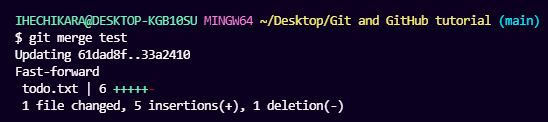 IHECHIKARA@DESKTOP-KGB10SU MINGW64 ~/Desktop/Git and GitHub tutorial (main)
$ git merge test
Updating 61dad8f..33a2410
Fast-forward
 todo.txt | 6 +++++-
 1 file changed, 5 insertions(+), 1 deletion(-)